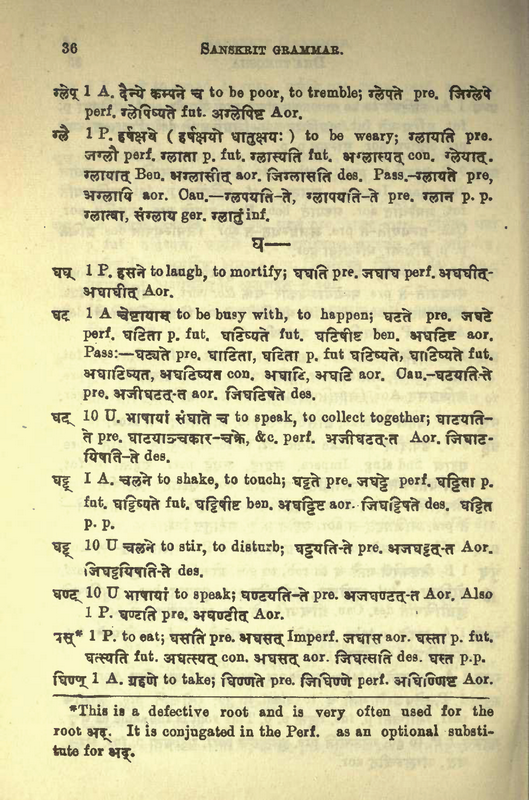 36 SANSKRIT GRAMMAR.
ग्लेप् 1 A. दैन्ये कम्पने च to be poor, to tremble; ग्लेपते pre. जिग्लेपे
perf. ग्लेपिष्यते fut. अग्लेपिष्ट Aor.
ग्लै 1 P. हर्षक्षये ( हर्षक्षयो धातुक्षयः ) to be weary; ग्लायति pre.
जग्लौ perf. ग्लाता p. fut. ग्लास्यति fut. अग्लास्यत् con. ग्लेयात्.
ग्लायात् Ben. अग्लासीत् aor. जिग्लासति des. Pass.–ग्लायते pre,
अग्लायि aor. Cau.—ग्लपयति-ते, ग्लापयति-ते pre. ग्लान p. p.
ग्लात्वा, संग्लाय ger. ग्लातुं inf.
घ—
घघ् 1 P. हसने to laugh, to mortify; घघति pre. जघाघ perf. अघघीत्-
अघाघीत् Aor.
घट 1 A चेष्टायाम् to be busy with, to happen; घटते pre. जघटे
perf. घटिता p. fut. घटिष्यते fut. घटिषीष्ट ben. अघटिष्ट aor.
Pass:—घट्यते pre. घाटिता, घटिता p. fut घटिष्यते, घाटिष्यते fut.
अघाटिष्यत, अघटिष्यत con. अघाटि, अघटि aor. Cau.–घटयति-ते
pre. अजीघटत्-त aor. जिघटिषते des.
घट् 10 U. भाषायां संघाते च to speak, to collect together; घाटयति–
ते pre. घाटयाञ्चकार-चक्रे, &c. perf. अजीघटत्-त Aor. जिघाट-
यिषति–ते des.
घट्ट् I A. चलने to shake, to touch; घट्टते pre. जघट्टे perf. घट्टिता p.
fut. घट्टिष्यते fut. घट्टिषीष्ट ben. अघट्टिष्ट aor. जिघट्टिषते des. घट्टित
p. p.
घट्ट् 10 U चलने to stir, to disturb; घट्टयति-ते pre. अजघट्टत्-त Aor.
जिघट्टयिषति-ते des.
घण्ट् 10 U भाषायां to speak; घण्टयति–ते pre. अजघण्टत्-त Aor. Also
1 P. घण्टति pre. अघण्टीत् Aor.
घस्* 1 P. to eat; घसति pre. अघसत् Imperf. जघास aor. घस्ता p. fut.
घत्स्यति fut. अघत्स्यत् con. अघसत् aor. जिघत्सति des. घस्त p.p.
घिण्ण् 1 A. ग्रहणे to take; घिण्णते pre. जिघिण्णे perf. अघिण्णिष्ट Aor.
*This is a defective root and is very often used for the
root अद्. It is conjugated in the Perf. as an optional substi-
tute for अद्.